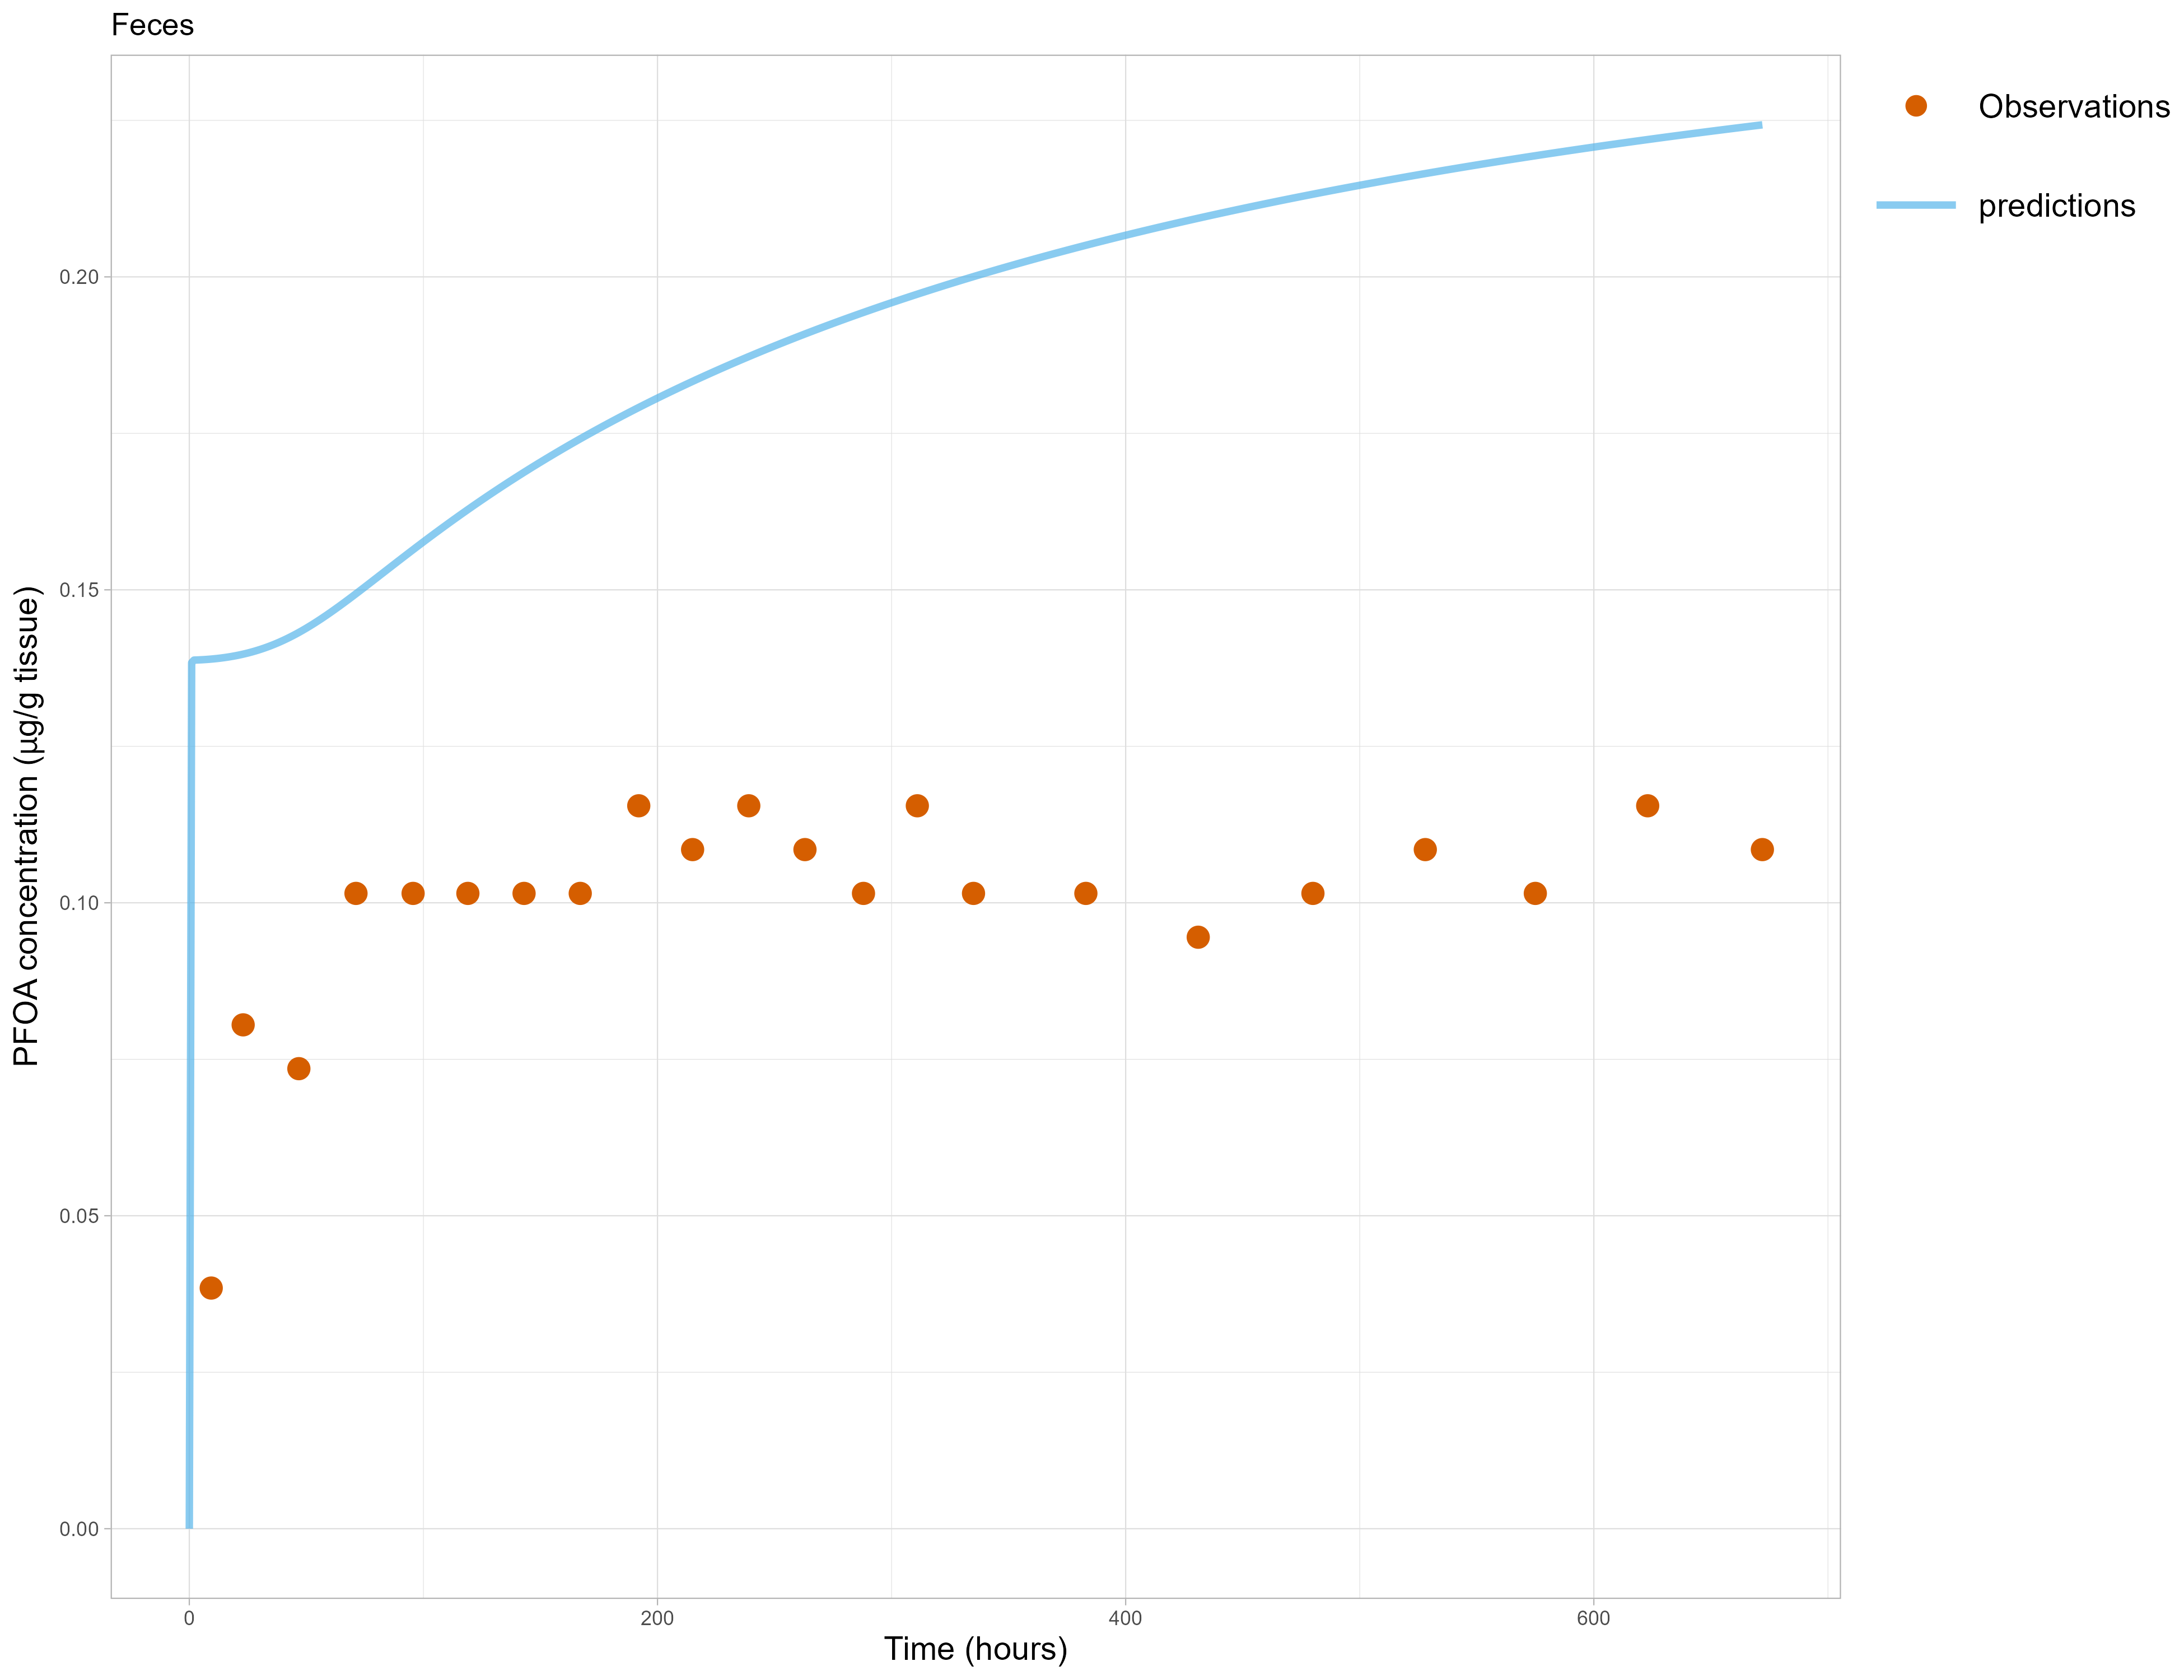 Feces
Observations
predictions
PFOA concentration (µg/g tissue)
0.20
0.15
0.10
0.05
0.00
0
200
400
600
Time (hours)